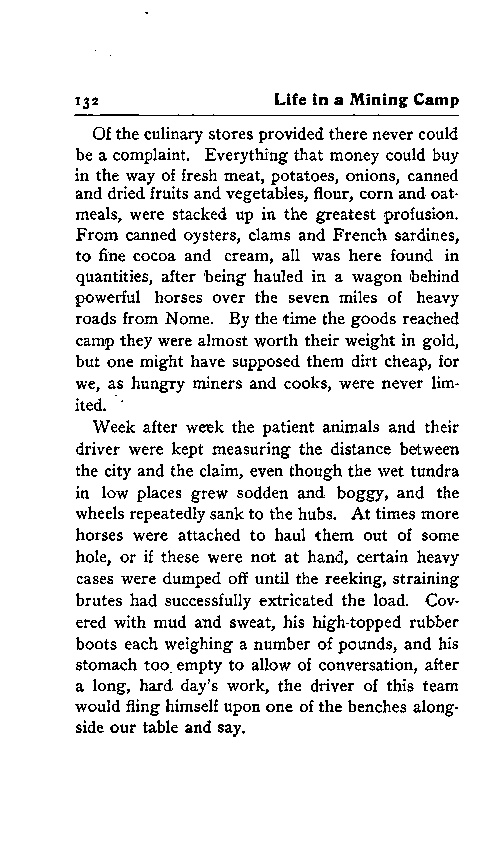 132 Life in a Mining Camp
Of the culinary stores provided there never could
be a complaint. Everything that money could buy
in the way of fresh meat, potatoes, onions, canned
and dried fruits and vegetables, flour, corn and oat-
meals, were stacked up in the greatest profusion.
From canned oysters, clams and French sardines,
to fine cocoa and cream, all was here found in
quantities, after being hauled in a wagon behind
powerful horses over the seven miles of heavy
roads from Nome. By the time the goods reached
camp they were almost worth their weight in gold,
but one might have supposed them dirt cheap, for
we, as hungry miners and cooks, were never lim-
ited.
Week after week the patient animals and their
driver were kept measuring the distance between
the city and the claim, even though the wet tundra
in low places grew sodden and boggy, and the
wheels repeatedly sank to the hubs. At times more
horses were attached to haul them out of some
hole, or if these were not at hand, certain heavy
cases were dumped off until the reeking, straining
brutes had successfully extricated the load. Cov-
ered with mud and sweat, his high-topped rubber
boots each weighing a number of pounds, and his
stomach too empty to allow of conversation, after
a long, hard day's work, the driver of this team
would fling himself upon one of the benches along-
side our table and say.